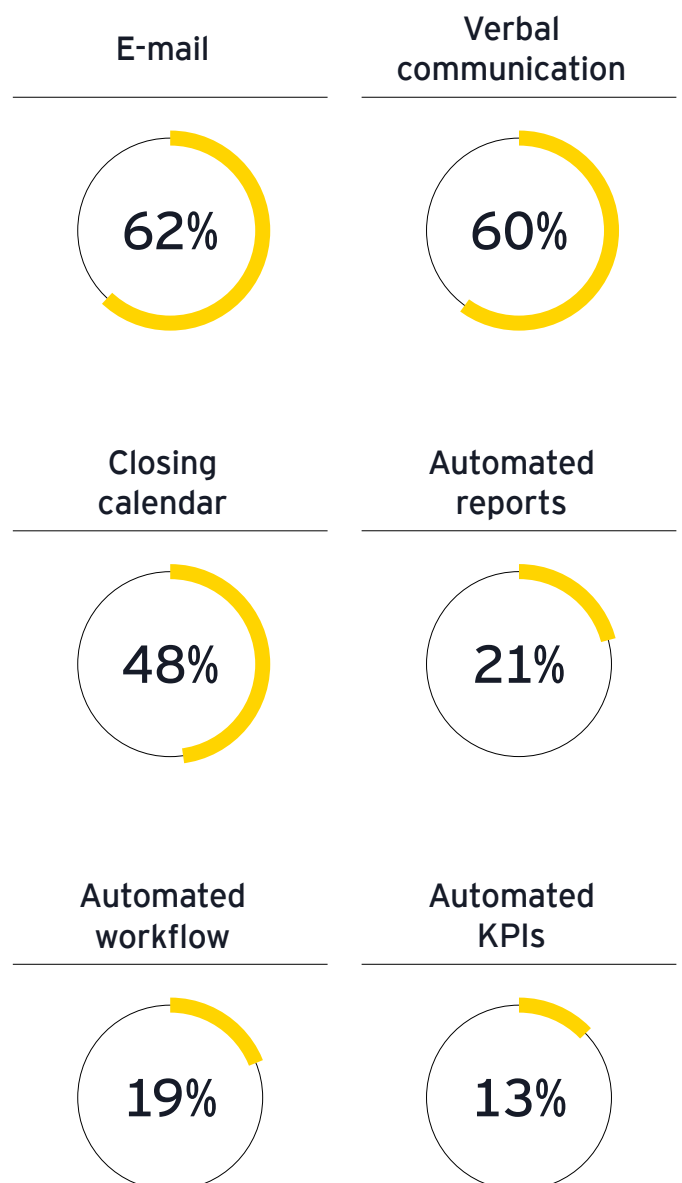 E-mail
Verbal
communication
62%
60%
Closing
calendar
Automated
reports
48%
21%
Automated
workflow
Automated
KPIs
19%
13%